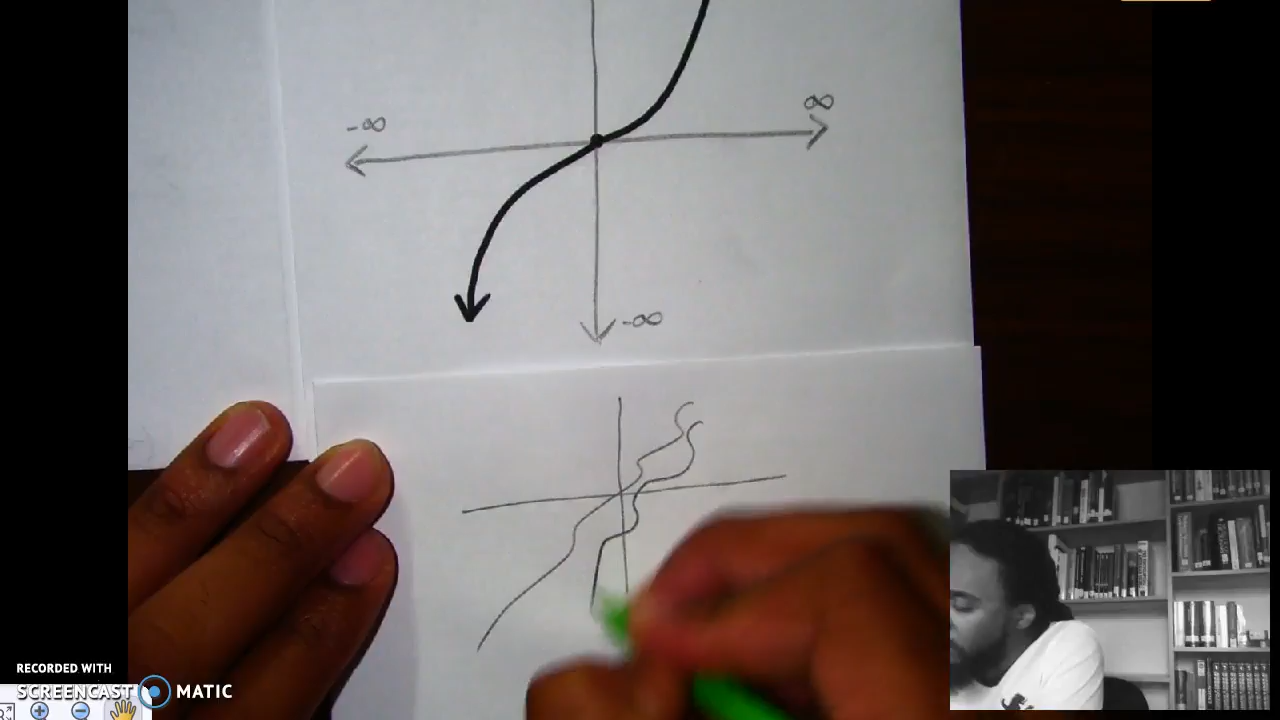 -∞
∞
-∞
RECORDED WITH
SCREENCAST MATIC